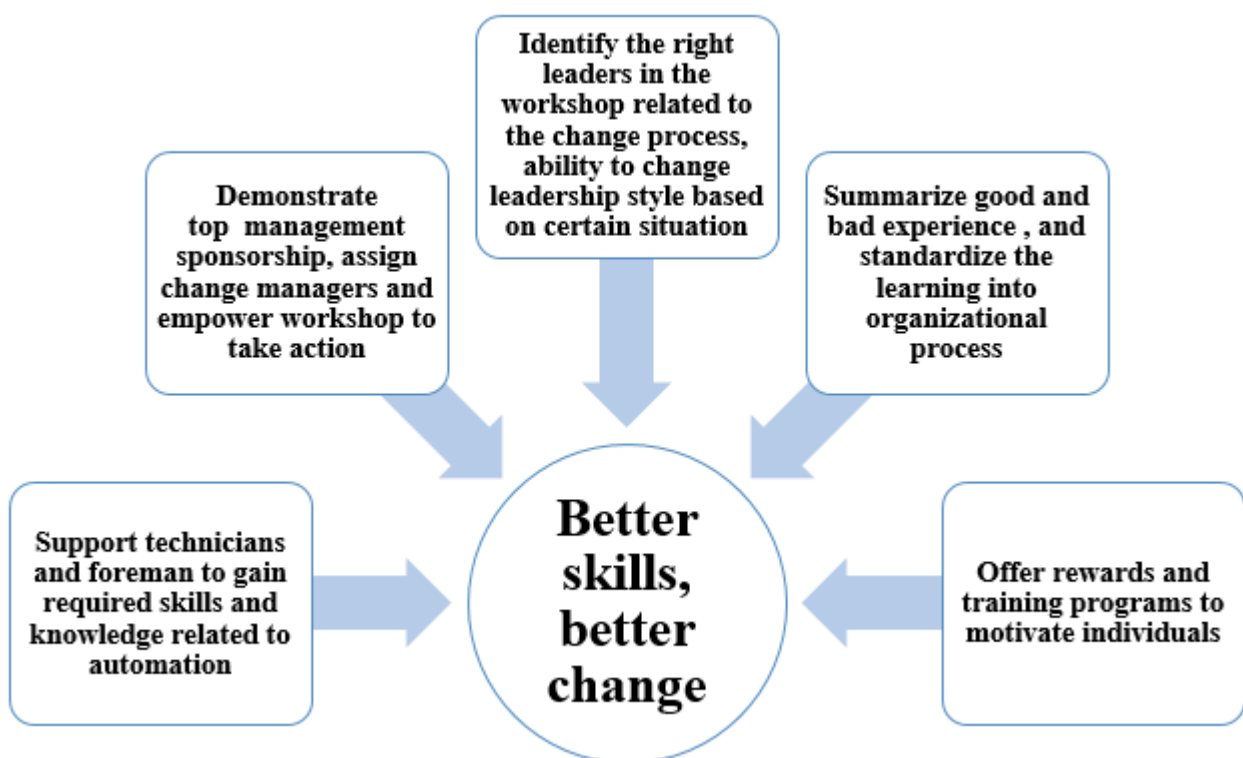 Identify the right
leaders in the
workshop related to
the change process,
ability to change
leadership style based
on certain situation
Demonstrate
top  management
sponsorship, assign
change managers and
empower workshop to
take action
Summarize good and
bad experience , and
standardize the
learning into
organizational
process
Support technicians
and foreman to gain
required skills and
knowledge related to
automation
Better
skills,
better
change
Offer rewards and
training programs to
motivate individuals